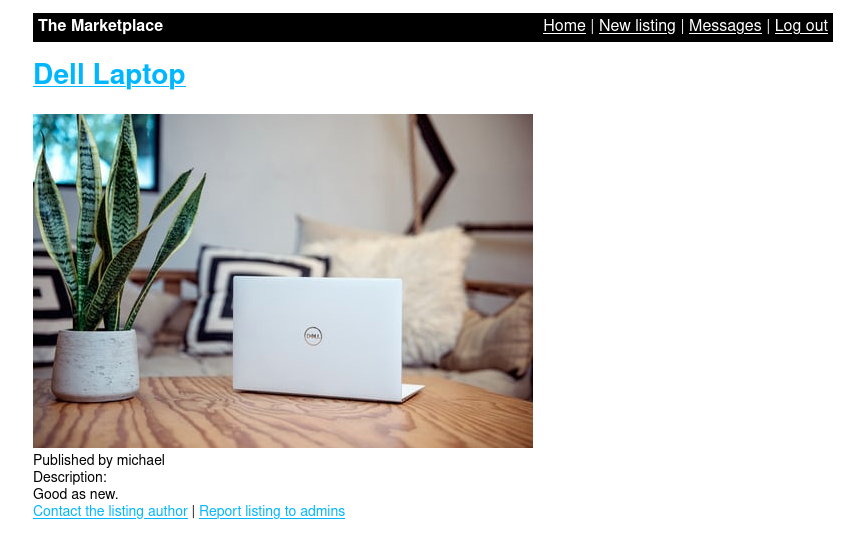 The Marketplace Home | New listing | Messages | Log out
Dell Laptop
DELL
Published by michael
Description:
Good as new.
Contact the listing author | Report listing to admins